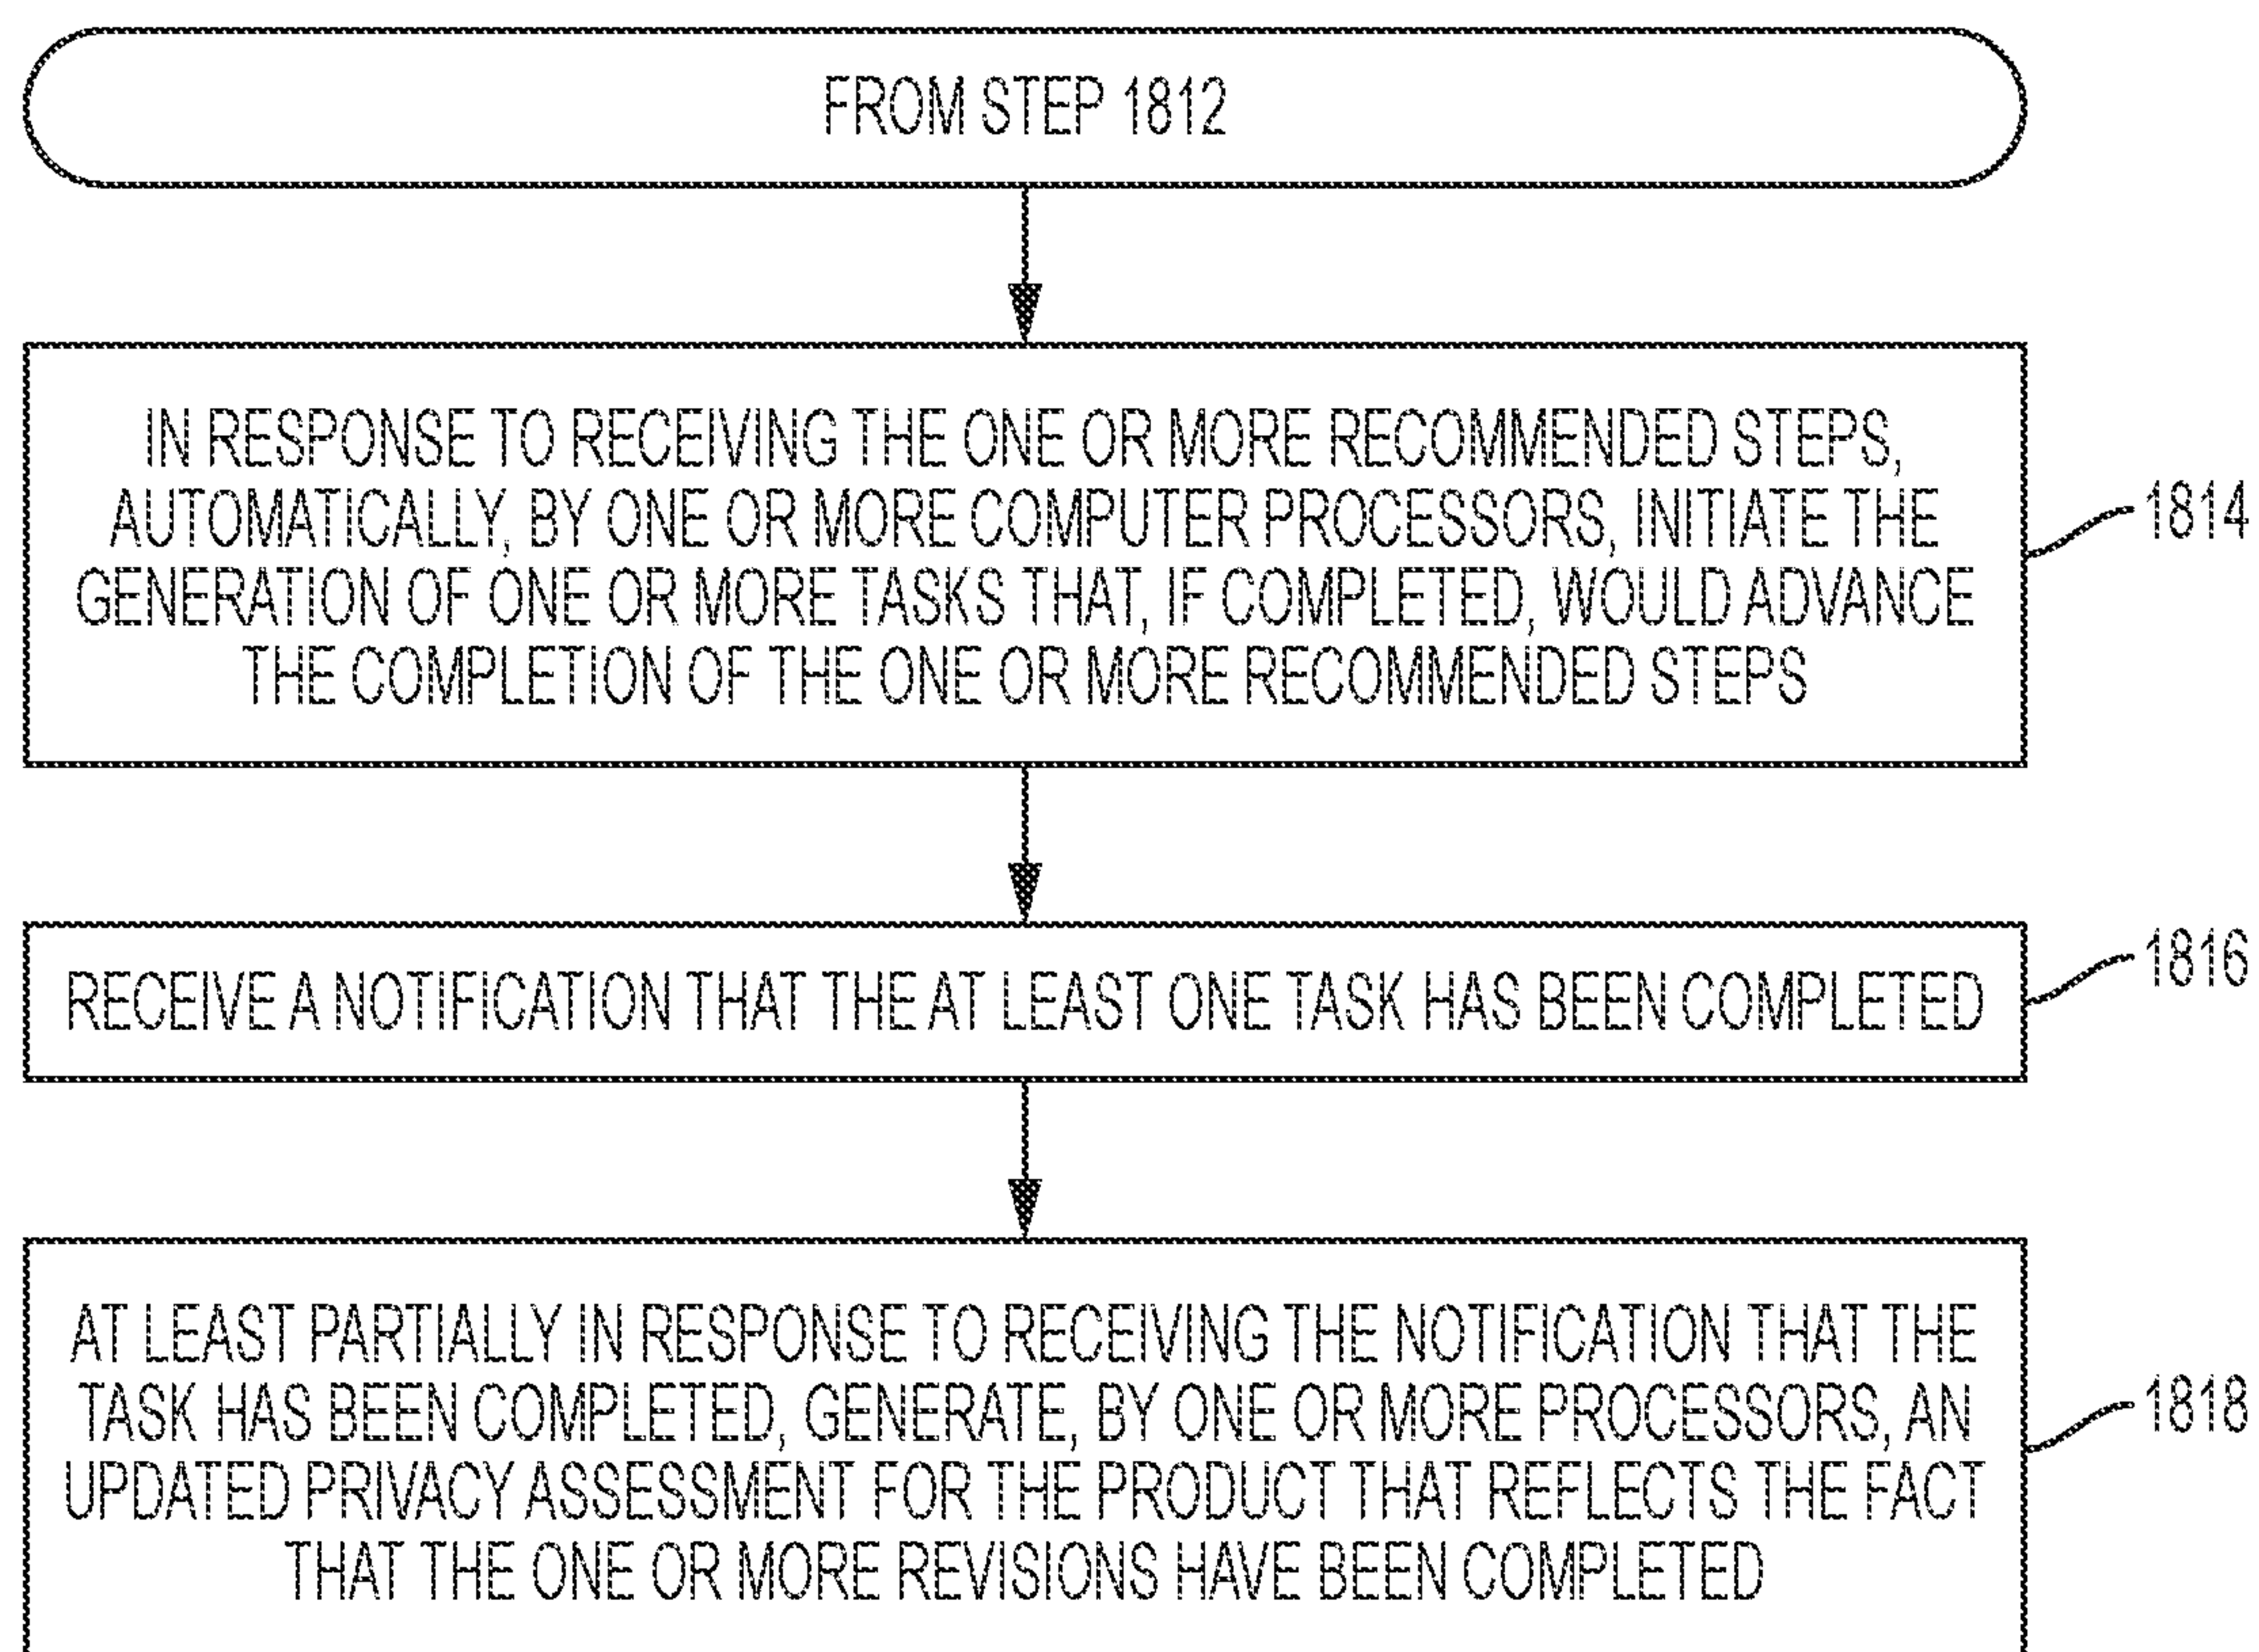 FROM STEP 1812
IN RESPONSE TO RECEIVING THE ONE OR MORE RECOMMENDED STEPS,
AUTOMATICALLY, BY ONE OR MORE COMPUTER PROCESSORS, INITIATE THE
GENERATION OF ONE OR MORE TASKS THAT, IF COMPLETED, WOULD ADVANCE
THE COMPLETION OF THE ONE OR MORE RECOMMENDED STEPS
1814
RECEIVE A NOTIFICATION THAT THE AT LEAST ONE TASK HAS BEEN COMPLETED
1816
AT LEAST PARTIALLY IN RESPONSE TO RECEIVING THE NOTIFICATION THAT THE
TASK HAS BEEN COMPLETED, GENERATE, BY ONE OR MORE PROCESSORS, AN
UPDATED PRIVACY ASSESSMENT FOR THE PRODUCT THAT REFLECTS THE FACT
THAT THE ONE OR MORE REVISIONS HAVE BEEN COMPLETED
1818